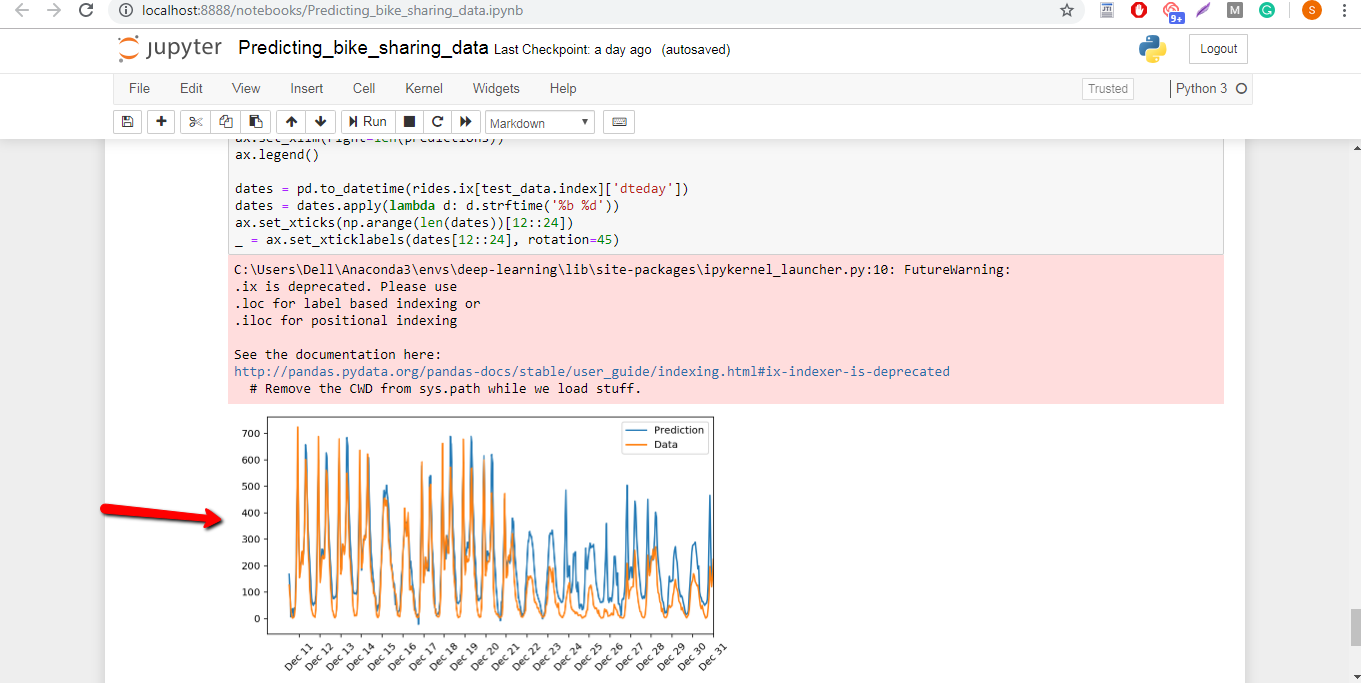 localhost:8888/notebooks/Predicting_bike_sharing_data.ipynb
JTI
9+
M
G
S
jupyter Predicting_bike_sharing_data Last Checkpoint: a day ago (autosaved)
Logout
File Edit View Insert Cell Kernel Widgets Help
Trusted
Python 3
Run
Markdown
ax.set_xlim(right=len(predictions))
ax.legend()
dates = pd.to_datetime(rides.ix[test_data.index]['dteday'])
dates = dates.apply(lambda d: d.strftime('%b %d'))
ax.set_xticks(np.arange(len(dates))[12::24])
_ = ax.set_xticklabels(dates[12::24], rotation=45)
C:\Users\Dell\Anaconda3\envs\deep-learning\lib\site-packages\ipykernel_launcher.py:10: FutureWarning:
.ix is deprecated. Please use
.loc for label based indexing or
.iloc for positional indexing
See the documentation here:
http://pandas.pydata.org/pandas-docs/stable/user_guide/indexing.html#ix-indexer-is-deprecated
# Remove the CWD from sys.path while we load stuff.
Prediction
Data
700
600
500
400
300
200
100
0
Dec 11
Dec 12
Dec 13
Dec 14
Dec 15
Dec 16
Dec 17
Dec 18
Dec 19
Dec 20
Dec 21
Dec 22
Dec 23
Dec 24
Dec 25
Dec 26
Dec 27
Dec 28
Dec 29
Dec 30
Dec 31